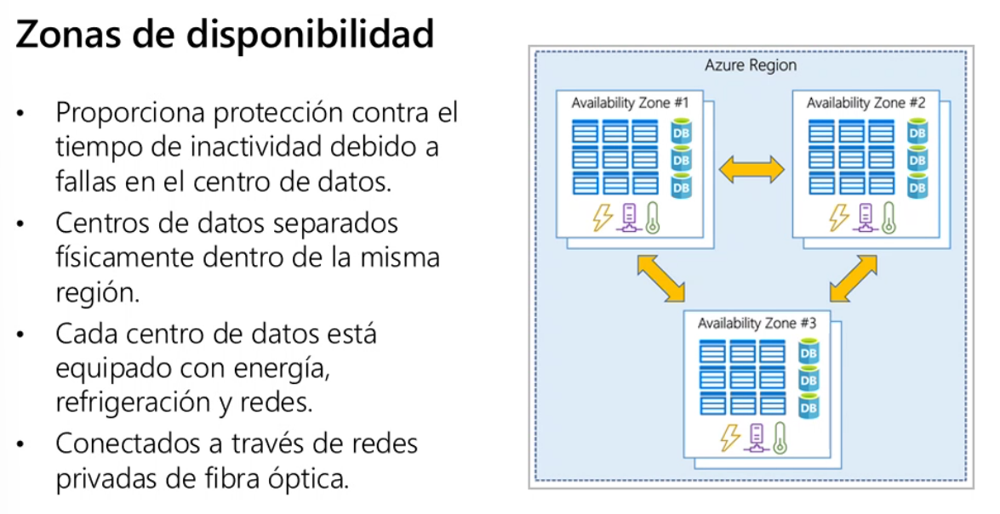 Zonas de disponibilidad
• Proporciona protección contra el
tiempo de inactividad debido a
fallas en el centro de datos.
• Centros de datos separados
físicamente dentro de la misma
región.
• Cada centro de datos está
equipado con energía,
refrigeración y redes.
• Conectados a través de redes
privadas de fibra óptica.
Azure Region
Availability Zone #1
DB
DB
DB
Availability Zone #2
DB
DB
DB
Availability Zone #3
DB
DB
DB